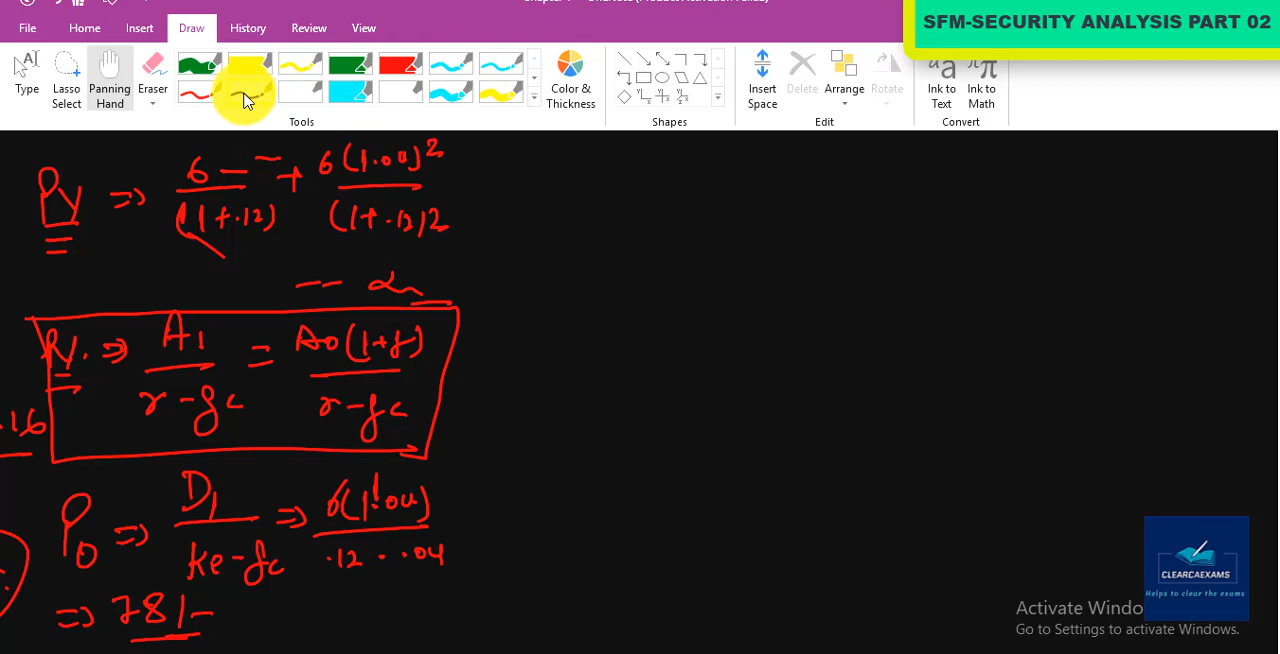 SFM-SECURITY ANALYSIS PART 02
File Home Insert Draw History Review View
Type Lasso Select Panning Hand Eraser
Color & Thickness
Insert Space Delete Arrange Rotate
Ink to Text Ink to Math
Tools Shapes Edit Convert
PV ⇒ 6 / (1+.12) + 6(1.04)2 / (1+.12)2
--- ∝
PV. ⇒ A1 / r-gc = A0(1+g) / r-gc
.16
P0 ⇒ D1 / ke-gc ⇒ 6(1.04) / .12 - .04
⇒ 78/-
CLEARCAEXAMS
Helps to clear the exams
Activate Windo
Go to Settings to activate Windows.